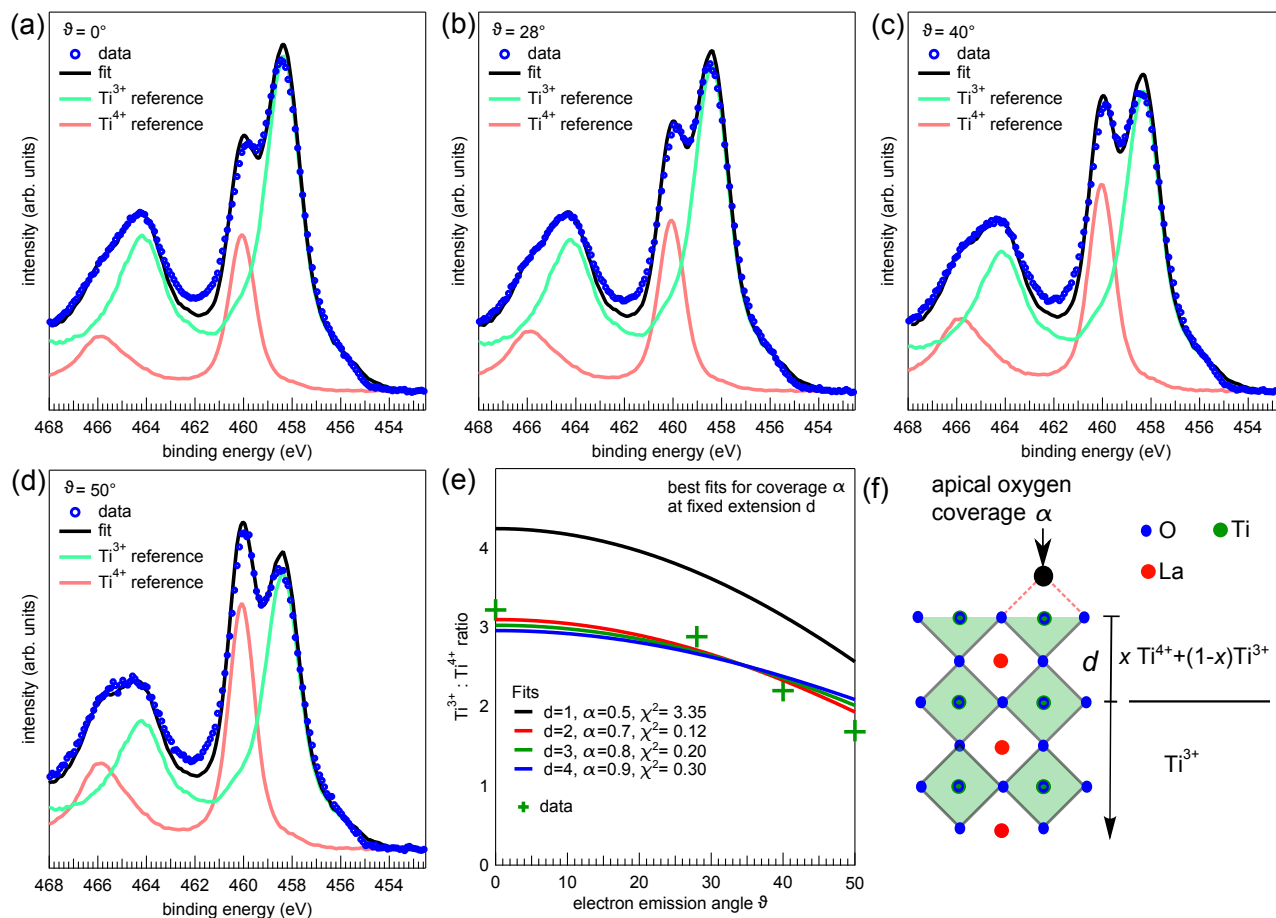 (a)
ϑ = 0°
data
fit
Ti³⁺ reference
Ti⁴⁺ reference
intensity (arb. units)
468 466 464 462 460 458 456 454
binding energy (eV)
(b)
ϑ = 28°
data
fit
Ti³⁺ reference
Ti⁴⁺ reference
intensity (arb. units)
468 466 464 462 460 458 456 454
binding energy (eV)
(c)
ϑ = 40°
data
fit
Ti³⁺ reference
Ti⁴⁺ reference
intensity (arb. units)
468 466 464 462 460 458 456 454
binding energy (eV)
(d)
ϑ = 50°
data
fit
Ti³⁺ reference
Ti⁴⁺ reference
intensity (arb. units)
468 466 464 462 460 458 456 454
binding energy (eV)
(e)
best fits for coverage α
at fixed extension d
4
3
2
1
0
Ti³⁺ : Ti⁴⁺ ratio
Fits
d=1, α=0.5, χ²= 3.35
d=2, α=0.7, χ²= 0.12
d=3, α=0.8, χ²= 0.20
d=4, α=0.9, χ²= 0.30
data
0 10 20 30 40 50
electron emission angle ϑ
(f)
apical oxygen
coverage α
O
Ti
La
d
x Ti⁴⁺+(1-x)Ti³⁺
Ti³⁺